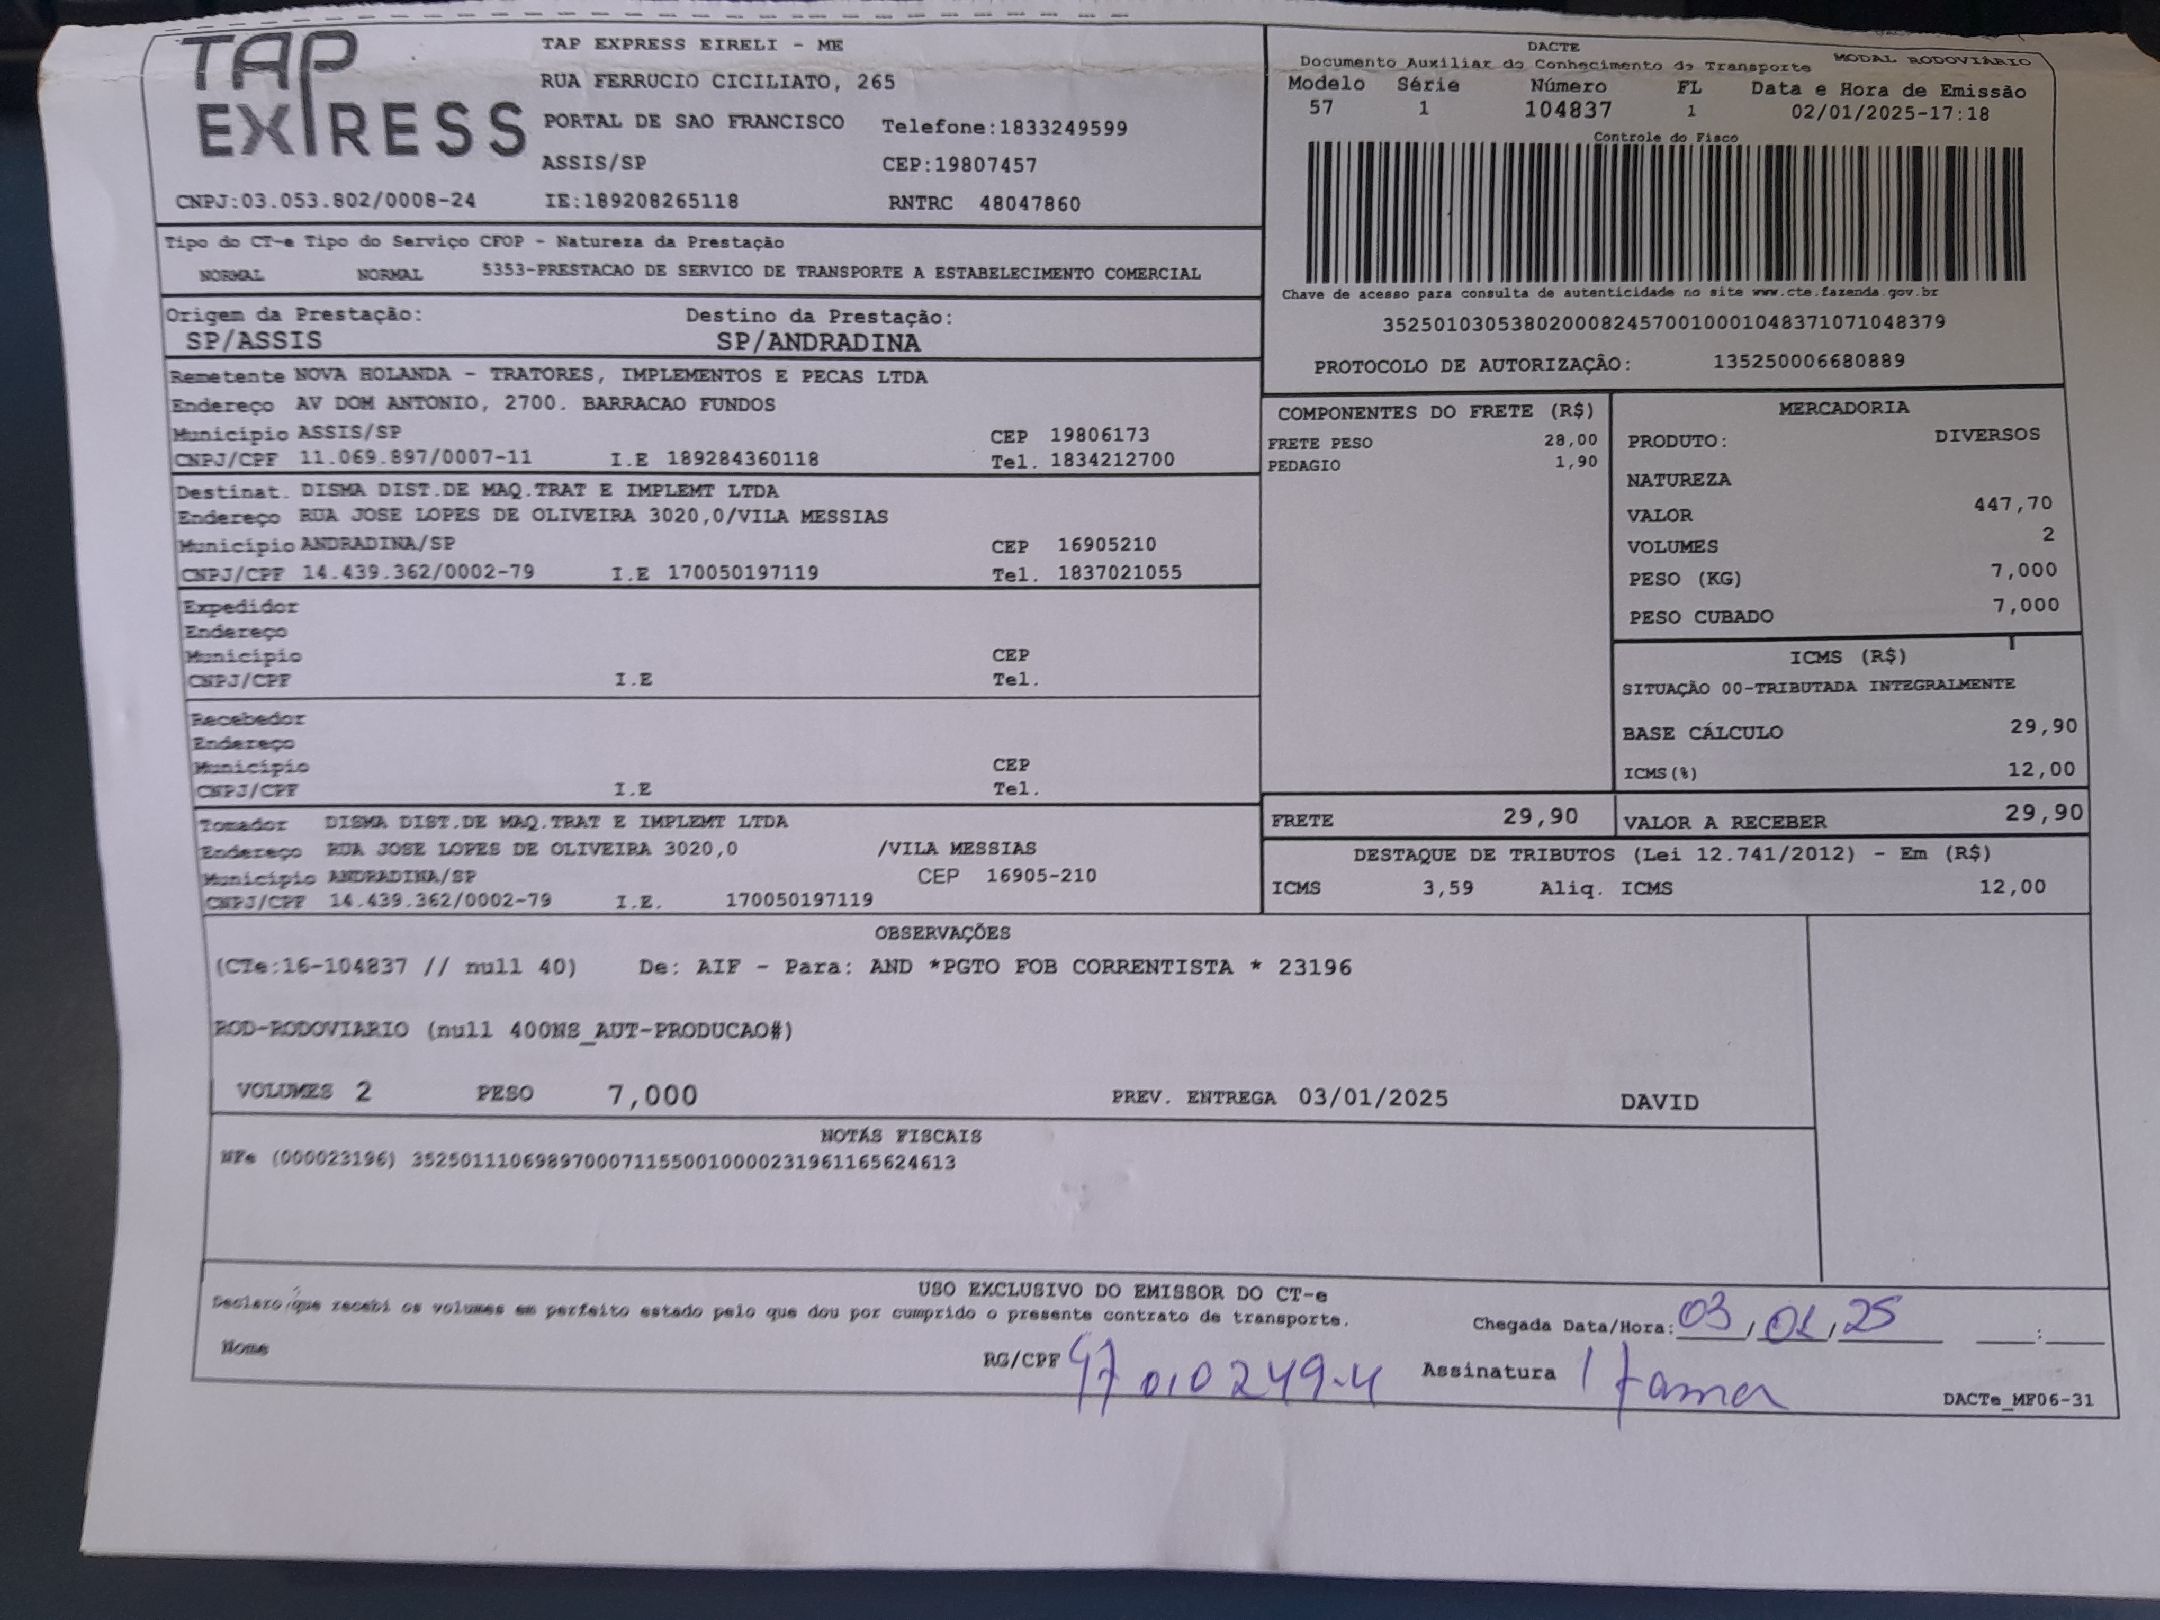 TAP EXPRESS
TAP EXPRESS EIRELI - ME
RUA FERRUCIO CICILIATO, 265
PORTAL DE SAO FRANCISCO Telefone:1833249599
ASSIS/SP CEP:19807457
CNPJ:03.053.802/0008-24 IE:189208265118 RNTRC 48047860
DACTE
Documento Auxiliar do Conhecimento de Transporte MODAL RODOVIÁRIO
Modelo Série Número FL Data e Hora de Emissão
57 1 104837 1 02/01/2025-17:18
Controle do Fisco
Chave de acesso para consulta de autenticidade no site www.cte.fazenda.gov.br
35250103053802000824570010001048371071048379
PROTOCOLO DE AUTORIZAÇÃO: 135250006680889
Tipo do CT-e Tipo do Serviço CFOP - Natureza da Prestação
NORMAL NORMAL 5353-PRESTACAO DE SERVICO DE TRANSPORTE A ESTABELECIMENTO COMERCIAL
Origem da Prestação: Destino da Prestação:
SP/ASSIS SP/ANDRADINA
Remetente NOVA HOLANDA - TRATORES, IMPLEMENTOS E PECAS LTDA
Endereço AV DOM ANTONIO, 2700. BARRACAO FUNDOS
Município ASSIS/SP CEP 19806173
CNPJ/CPF 11.069.897/0007-11 I.E 189284360118 Tel. 1834212700
Destinat. DISMA DIST.DE MAQ.TRAT E IMPLEMT LTDA
Endereço RUA JOSE LOPES DE OLIVEIRA 3020,0/VILA MESSIAS
Município ANDRADINA/SP CEP 16905210
CNPJ/CPF 14.439.362/0002-79 I.E 170050197119 Tel. 1837021055
Expedidor
Endereço
Município CEP
CNPJ/CPF I.E Tel.
Recebedor
Endereço
Município CEP
CNPJ/CPF I.E Tel.
Tomador DISMA DIST.DE MAQ.TRAT E IMPLEMT LTDA
Endereço RUA JOSE LOPES DE OLIVEIRA 3020,0 /VILA MESSIAS
Município ANDRADINA/SP CEP 16905-210
CNPJ/CPF 14.439.362/0002-79 I.E. 170050197119
COMPONENTES DO FRETE (R$)
FRETE PESO 28,00
PEDAGIO 1,90
MERCADORIA
PRODUTO: DIVERSOS
NATUREZA
VALOR 447,70
VOLUMES 2
PESO (KG) 7,000
PESO CUBADO 7,000
ICMS (R$)
SITUAÇÃO 00-TRIBUTADA INTEGRALMENTE
BASE CÁLCULO 29,90
ICMS(%) 12,00
FRETE 29,90 VALOR A RECEBER 29,90
DESTAQUE DE TRIBUTOS (Lei 12.741/2012) - Em (R$)
ICMS 3,59 Aliq. ICMS 12,00
OBSERVAÇÕES
(CTe:16-104837 // null 40) De: AIF - Para: AND *PGTO FOB CORRENTISTA * 23196
ROD-RODOVIARIO (null 400NS_AUT-PRODUCAO#)
VOLUMES 2 PESO 7,000 PREV. ENTREGA 03/01/2025 DAVID
NOTAS FISCAIS
NFe (000023196) 35250111069897000711550010000231961165624613
USO EXCLUSIVO DO EMISSOR DO CT-e
Declaro que recebi os volumes em perfeito estado pelo que dou por cumprido o presente contrato de transporte.
Chegada Data/Hora: 03/01/25 __:__
Nome RG/CPF 47010249-4 Assinatura
DACTe_MF06-31